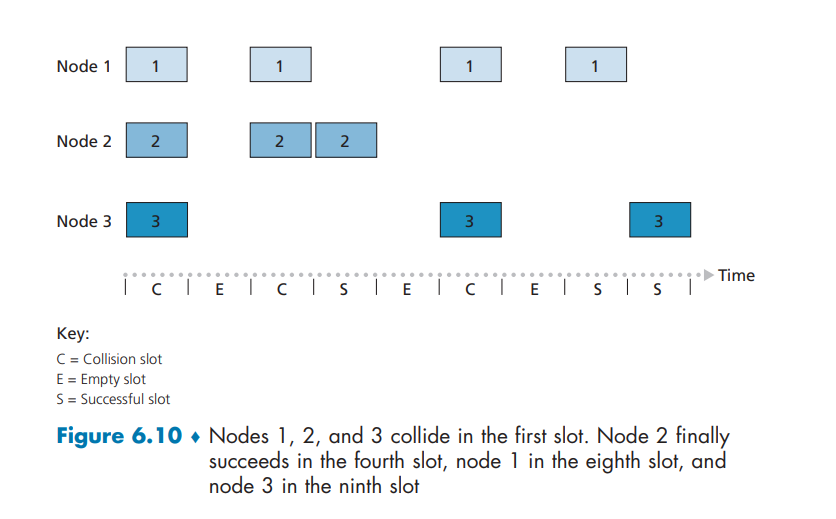 Node 1 1 1 1 1
Node 2 2 2 2
Node 3 3 3 3
Time
C E C S E C E S S
Key:
C = Collision slot
E = Empty slot
S = Successful slot
Figure 6.10 ♦ Nodes 1, 2, and 3 collide in the first slot. Node 2 finally
succeeds in the fourth slot, node 1 in the eighth slot, and
node 3 in the ninth slot